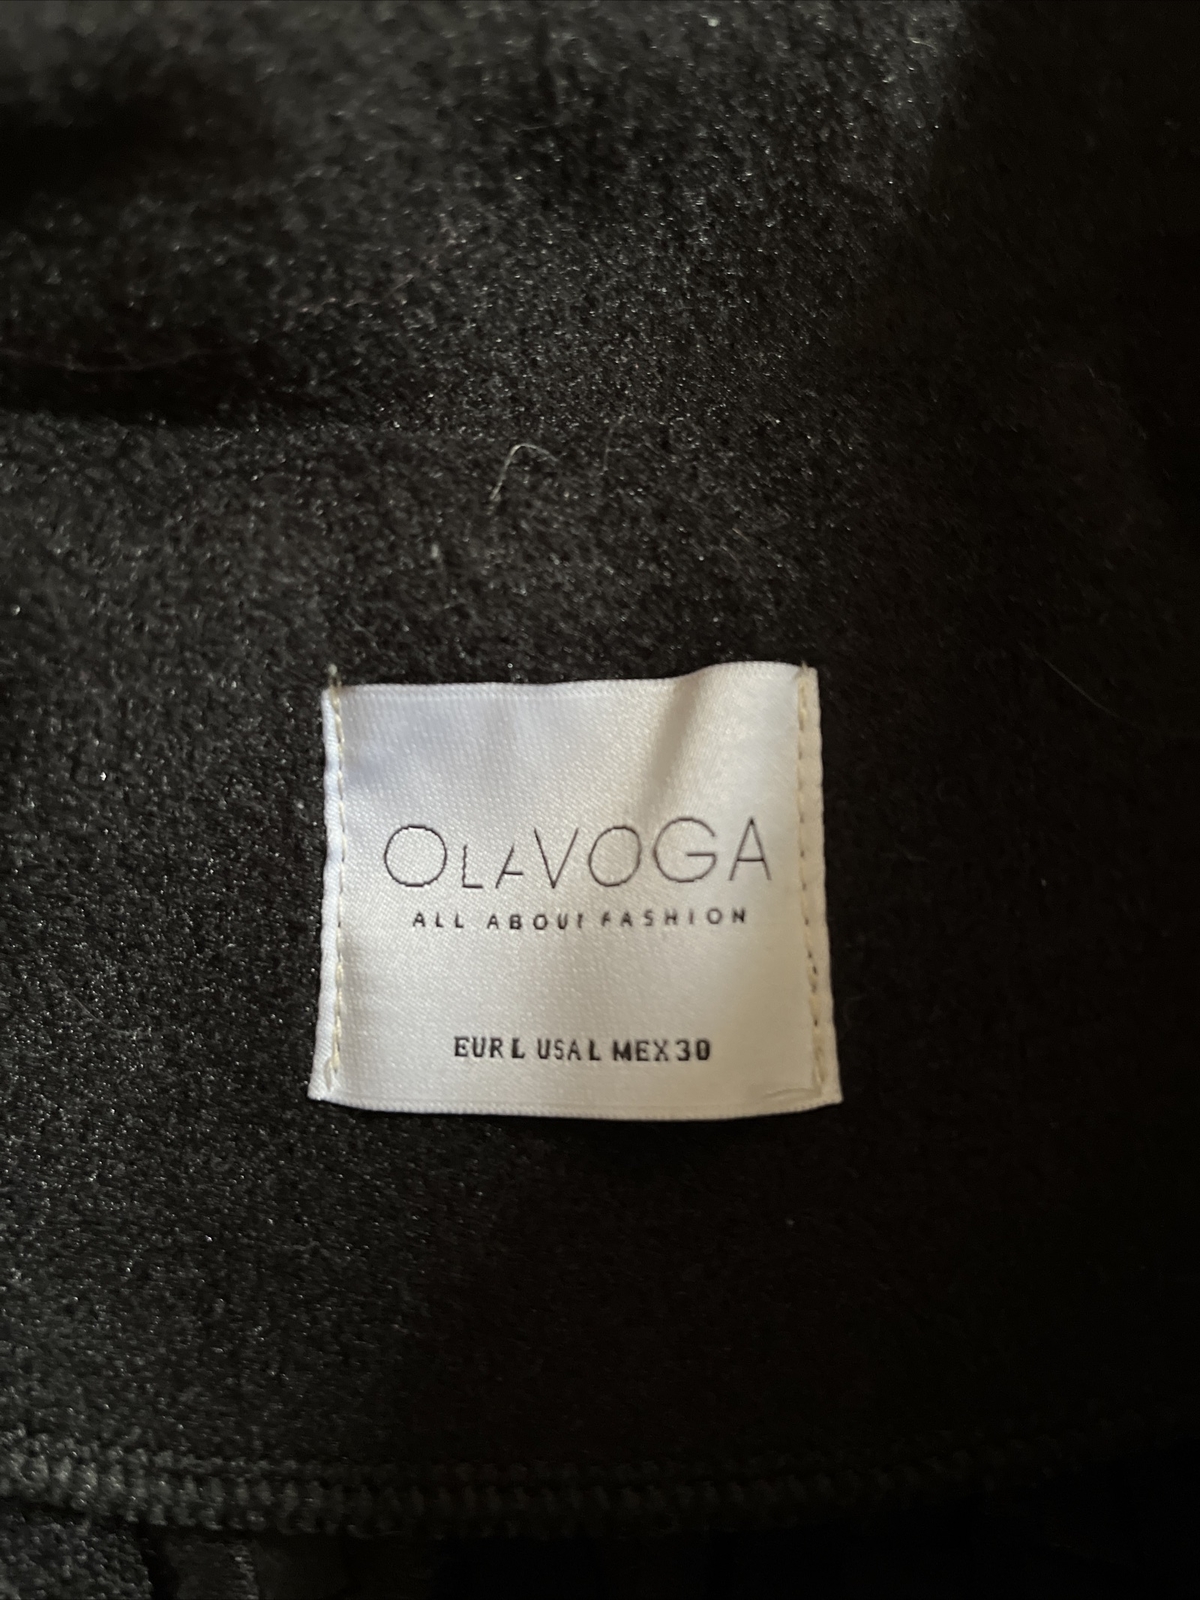 OLAVOGA
ALL ABOUT FASHION
EUR L USA L MEX 30